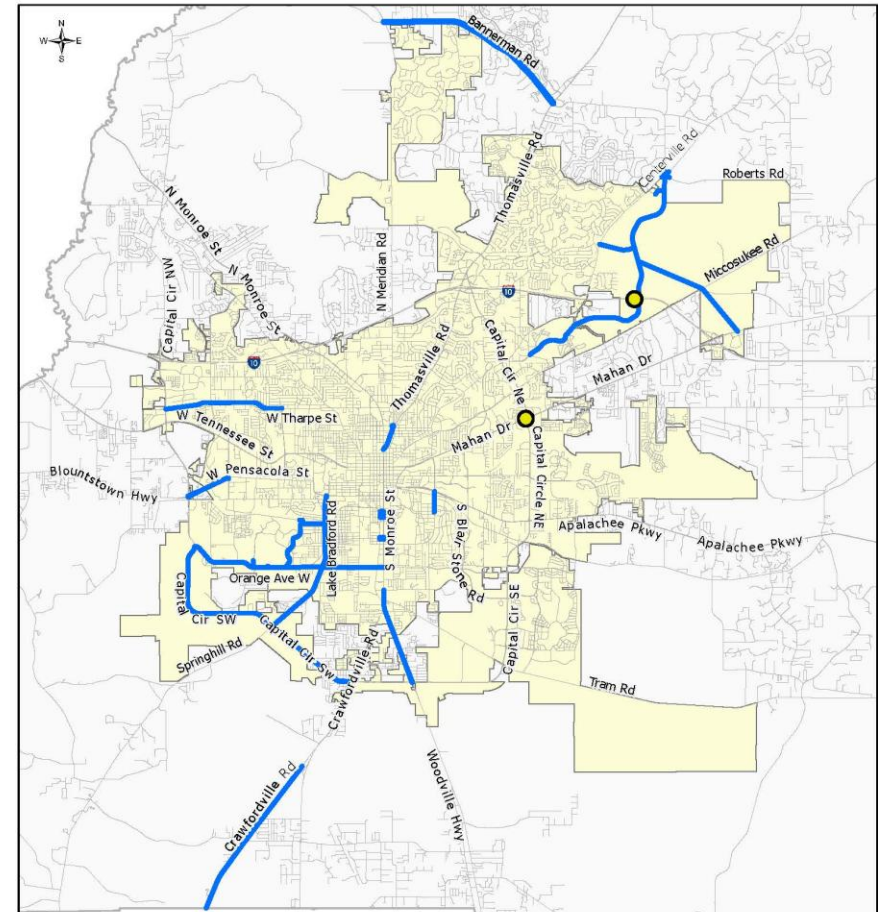 N
W E
S
Bannerman Rd
Thomasville Rd
Centerville Rd
Roberts Rd
N Monroe St
Capital Cir NW
N Monroe St
N Meridian Rd
Miccosukee Rd
10
10
Capital Cir NE
Thomasville Rd
Mahan Dr
W Tharpe St
W Tennessee St
Mahan Dr
Capital Circle NE
W Pensacola St
Blountstown Hwy
Lake Bradford Rd
S Monroe St
S Blair Stone Rd
Apalachee Pkwy
Apalachee Pkwy
Orange Ave W
Capital
Cir SW
Capital Cir SW
Capital Cir SE
Springhill Rd
Crawfordville Rd
Tram Rd
Woodville Hwy
Crawfordville Rd